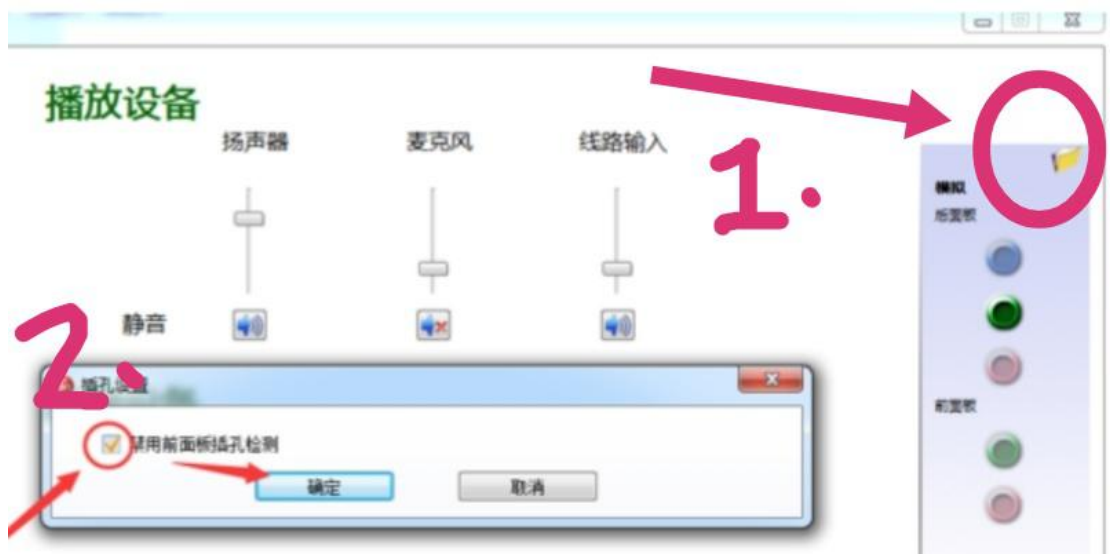 播放设备
扬声器 麦克风 线路输入
1.
模拟
后面板
静音
2.
插孔设置
前面板
禁用前面板插孔检测
确定 取消